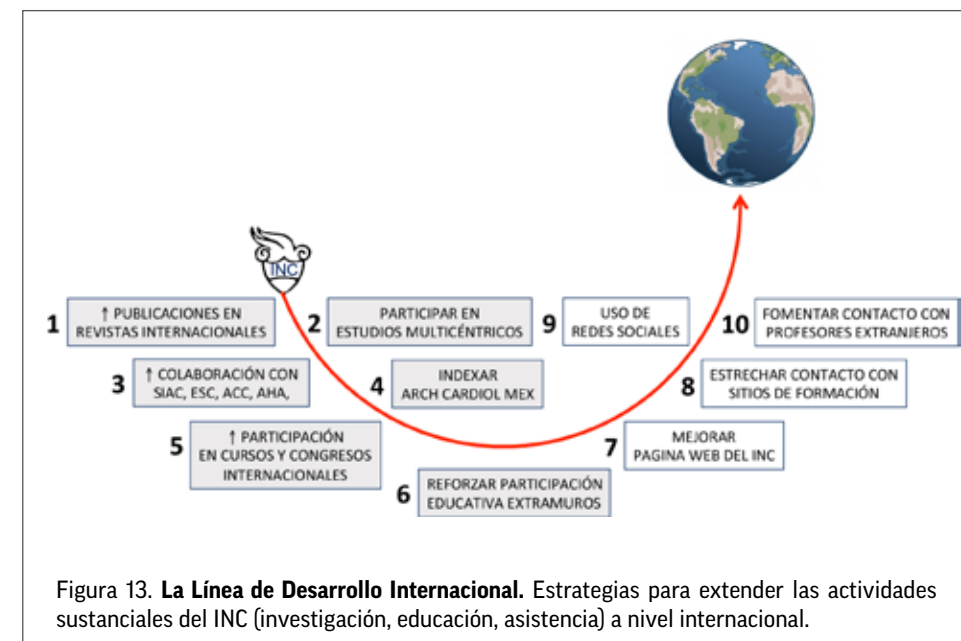 INC
1 ↑ PUBLICACIONES EN
REVISTAS INTERNACIONALES
2 PARTICIPAR EN
ESTUDIOS MULTICÉNTRICOS
3 ↑ COLABORACIÓN CON
SIAC, ESC, ACC, AHA,
4 INDEXAR
ARCH CARDIOL MEX
5 ↑ PARTICIPACIÓN
EN CURSOS Y CONGRESOS
INTERNACIONALES
6 REFORZAR PARTICIPACIÓN
EDUCATIVA EXTRAMUROS
7 MEJORAR
PAGINA WEB DEL INC
8 ESTRECHAR CONTACTO CON
SITIOS DE FORMACIÓN
9 USO DE
REDES SOCIALES
10 FOMENTAR CONTACTO CON
PROFESORES EXTRANJEROS
Figura 13. La Línea de Desarrollo Internacional. Estrategias para extender las actividades
sustanciales del INC (investigación, educación, asistencia) a nivel internacional.